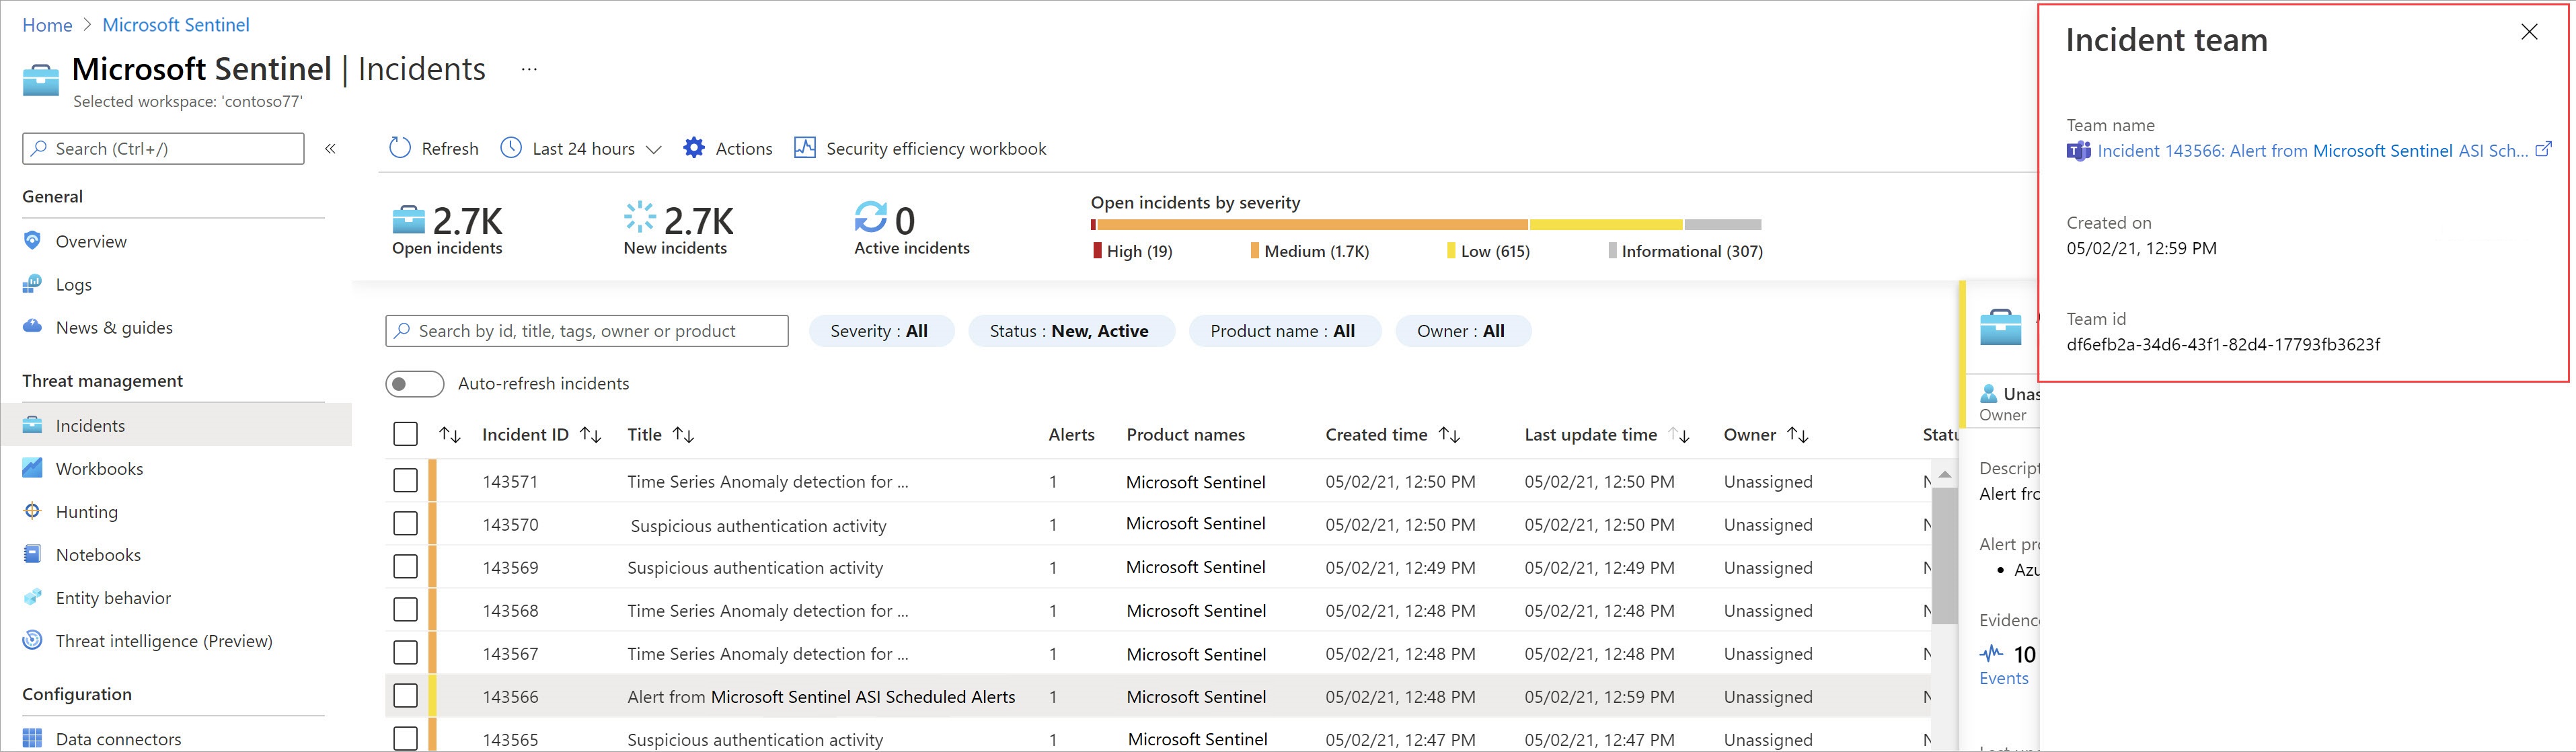 Home > Microsoft Sentinel
Microsoft Sentinel | Incidents ...
Selected workspace: 'contoso77'
Search (Ctrl+/) «
General
Overview
Logs
News & guides
Threat management
Incidents
Workbooks
Hunting
Notebooks
Entity behavior
Threat intelligence (Preview)
Configuration
Data connectors
Refresh Last 24 hours Actions Security efficiency workbook
2.7K
Open incidents
2.7K
New incidents
0
Active incidents
Open incidents by severity
High (19) Medium (1.7K) Low (615) Informational (307)
Search by id, title, tags, owner or product Severity : All Status : New, Active Product name : All Owner : All
Auto-refresh incidents
↑↓ Incident ID ↑↓ Title ↑↓ Alerts Product names Created time ↑↓ Last update time ↑↓ Owner ↑↓
143571 Time Series Anomaly detection for ... 1 Microsoft Sentinel 05/02/21, 12:50 PM 05/02/21, 12:50 PM Unassigned
143570 Suspicious authentication activity 1 Microsoft Sentinel 05/02/21, 12:50 PM 05/02/21, 12:50 PM Unassigned
143569 Suspicious authentication activity 1 Microsoft Sentinel 05/02/21, 12:49 PM 05/02/21, 12:49 PM Unassigned
143568 Time Series Anomaly detection for ... 1 Microsoft Sentinel 05/02/21, 12:48 PM 05/02/21, 12:48 PM Unassigned
143567 Time Series Anomaly detection for ... 1 Microsoft Sentinel 05/02/21, 12:48 PM 05/02/21, 12:48 PM Unassigned
143566 Alert from Microsoft Sentinel ASI Scheduled Alerts 1 Microsoft Sentinel 05/02/21, 12:48 PM 05/02/21, 12:59 PM Unassigned
143565 Suspicious authentication activity 1 Microsoft Sentinel 05/02/21, 12:47 PM 05/02/21, 12:47 PM Unassigned
Unas
Owner
Descript
Alert fro
Alert pro
• Azu
Evidenc
10
Events
Incident team
Team name
Incident 143566: Alert from Microsoft Sentinel ASI Sch...
Created on
05/02/21, 12:59 PM
Team id
df6efb2a-34d6-43f1-82d4-17793fb3623f